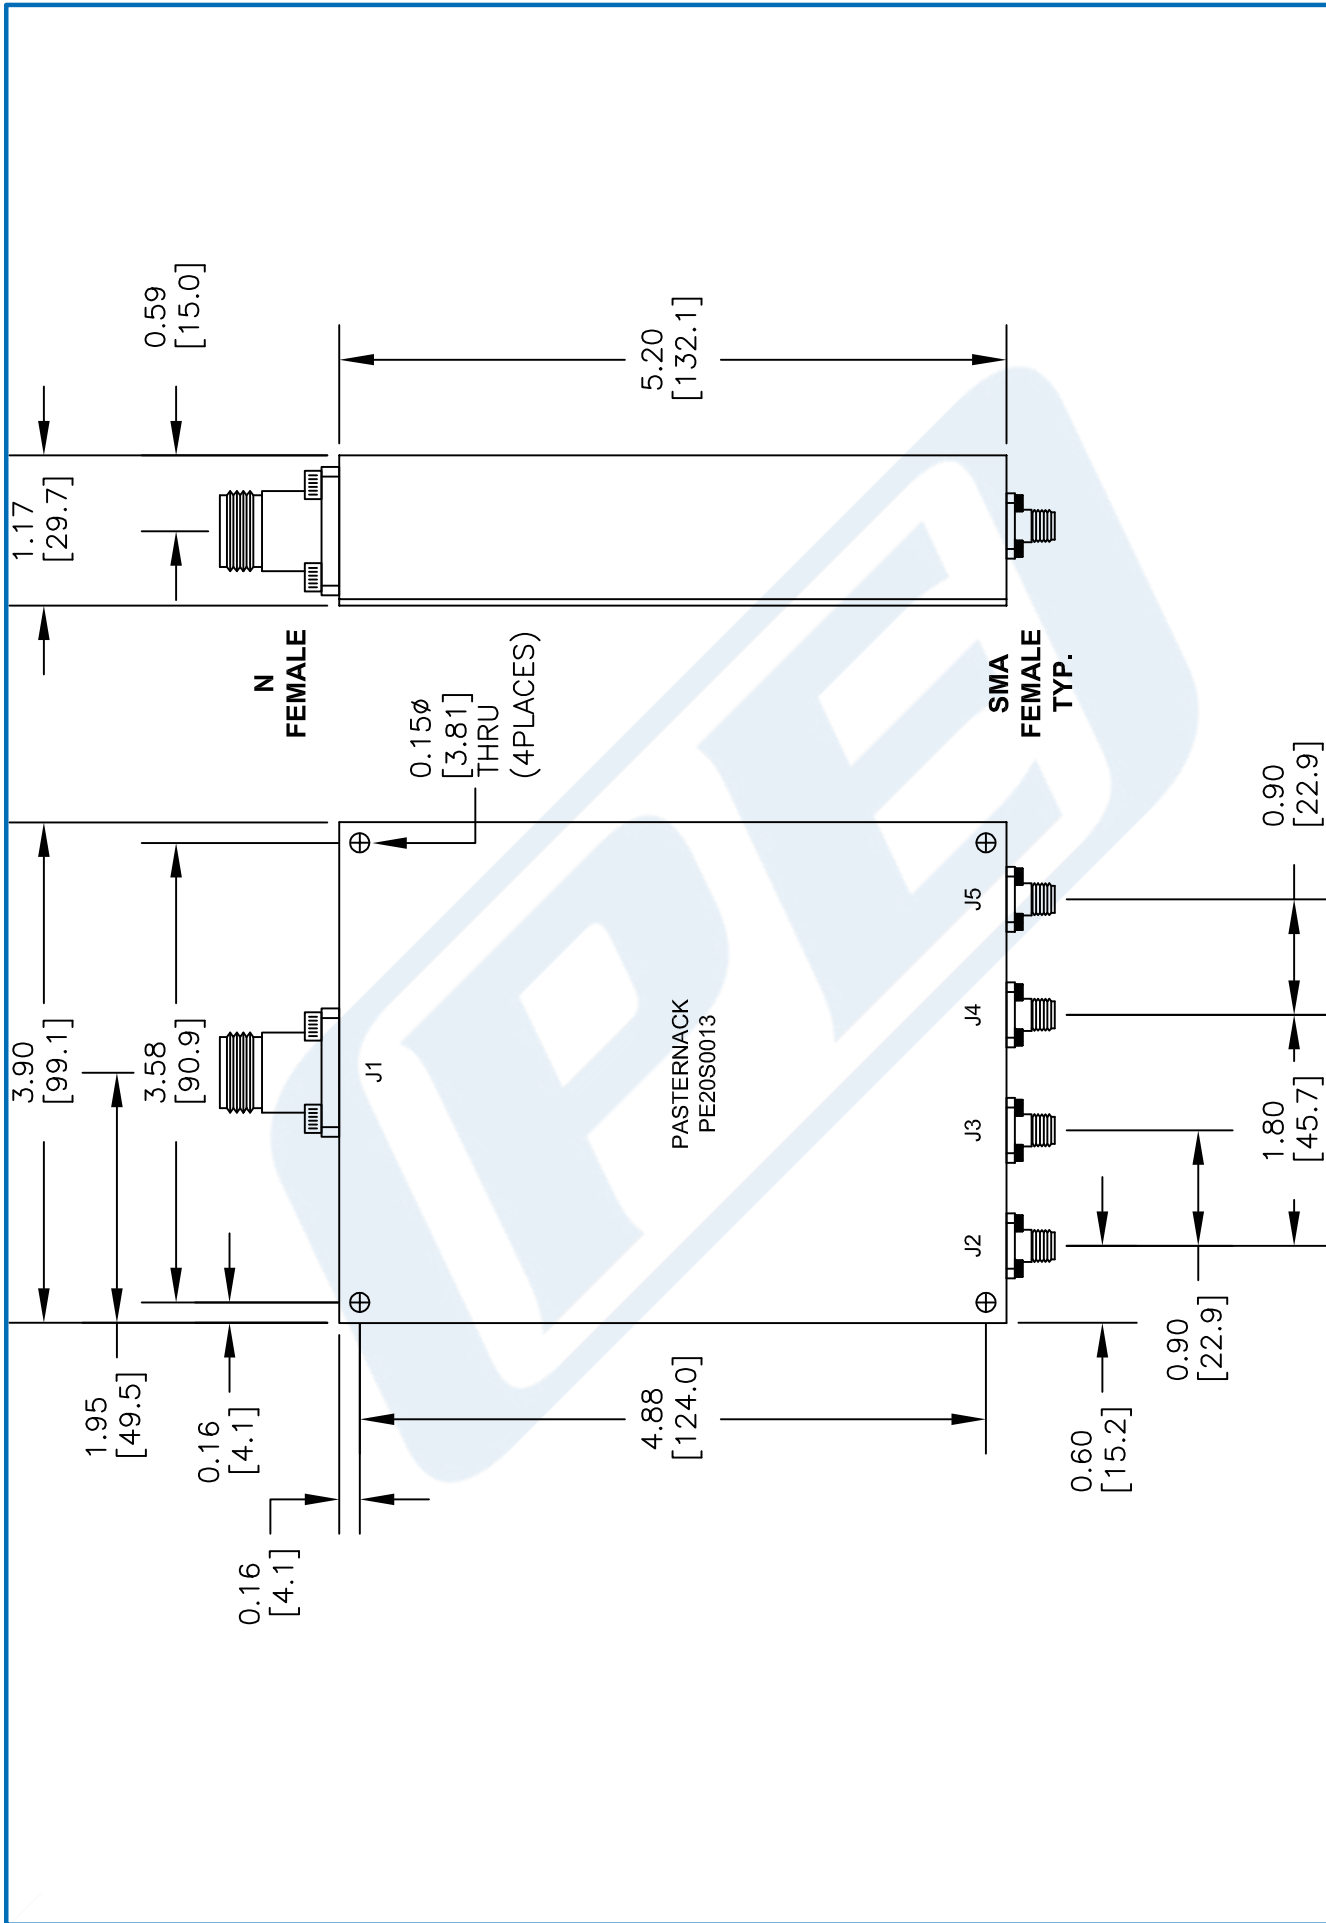 3.90
[99.1]
1.95
[49.5]
3.58
[90.9]
0.16
[4.1]
0.16
[4.1]
1.17
[29.7]
0.59
[15.0]
N
FEMALE
0.15ø
[3.81]
THRU
(4PLACES)
J1
5.20
[132.1]
PASTERNACK
PE20S0013
4.88
[124.0]
J2
J3
J4
J5
SMA
FEMALE
TYP.
0.60
[15.2]
0.90
[22.9]
1.80
[45.7]
0.90
[22.9]
PE